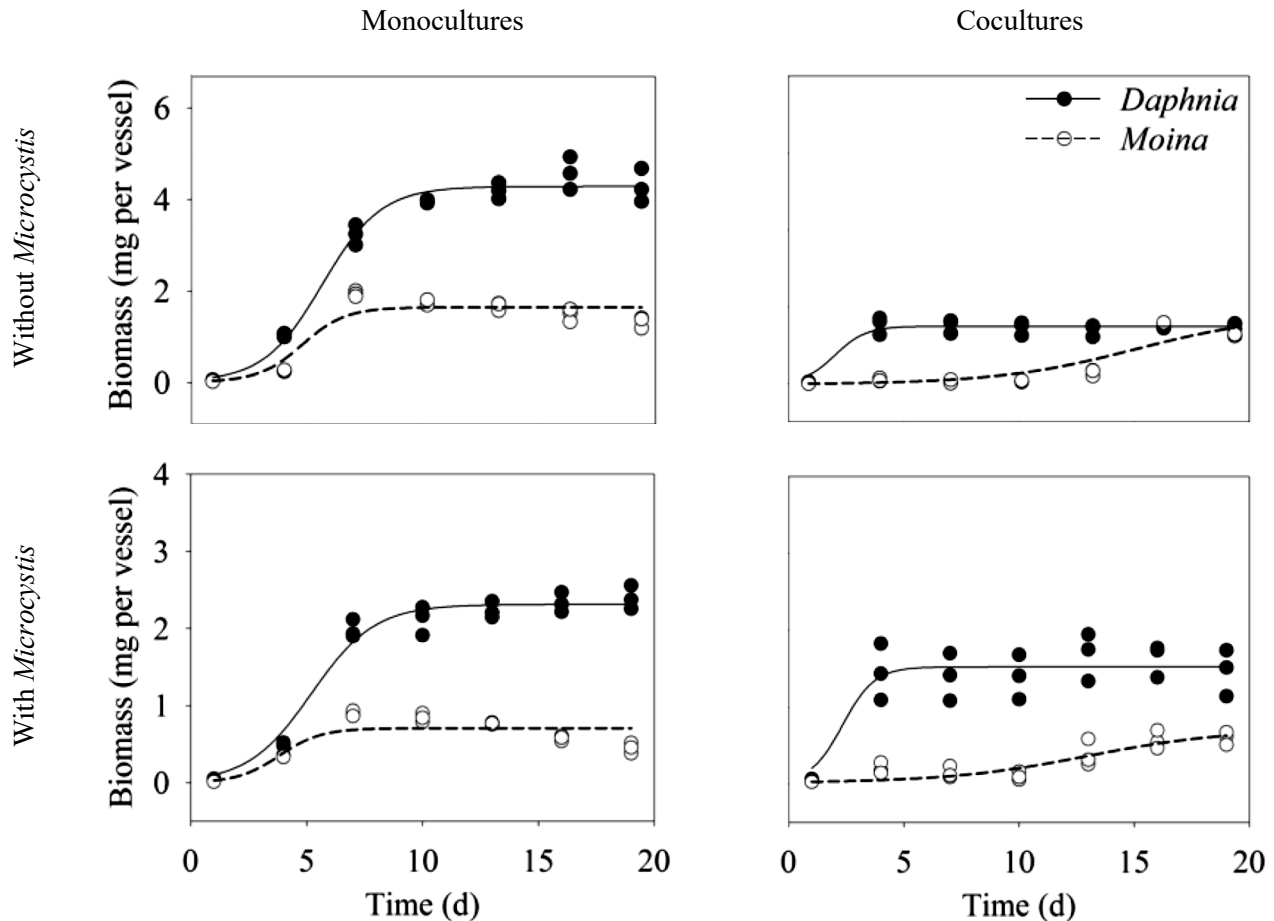 Monocultures
Cocultures
Without Microcystis
Biomass (mg per vessel)
6
4
2
0
Daphnia
Moina
With Microcystis
Biomass (mg per vessel)
4
3
2
1
0
0 5 10 15 20
Time (d)
0 5 10 15 20
Time (d)